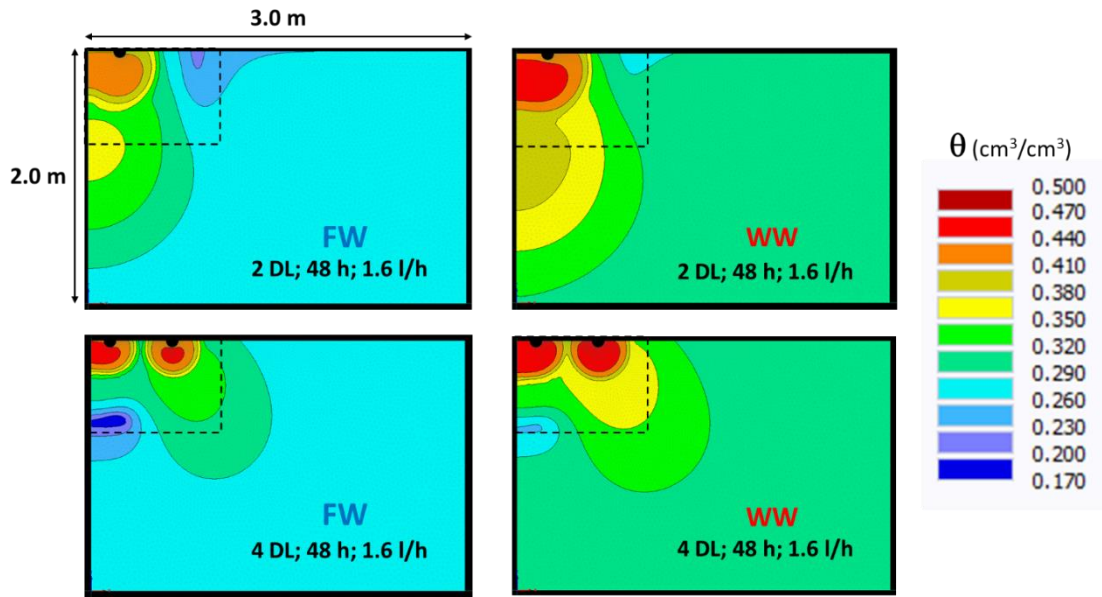 3.0 m
2.0 m
FW
2 DL; 48 h; 1.6 l/h
WW
2 DL; 48 h; 1.6 l/h
FW
4 DL; 48 h; 1.6 l/h
WW
4 DL; 48 h; 1.6 l/h
θ (cm³/cm³)
0.500
0.470
0.440
0.410
0.380
0.350
0.320
0.290
0.260
0.230
0.200
0.170